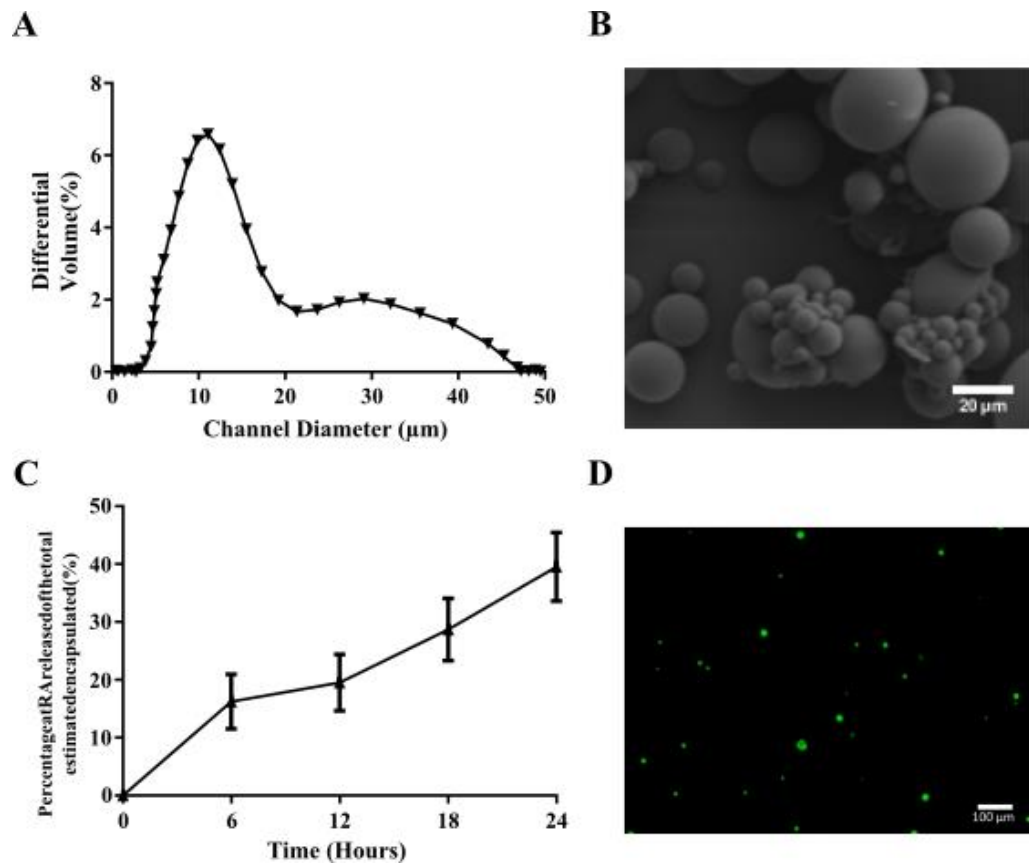 A
B
8
6
4
2
0
Differential
Volume(%)
0 10 20 30 40 50
Channel Diameter (µm)
20 µm
C
D
50
40
30
20
10
0
PercentageatRAreleasedofthetotal
estimatedencapsulated(%)
0 6 12 18 24
Time (Hours)
100 µm